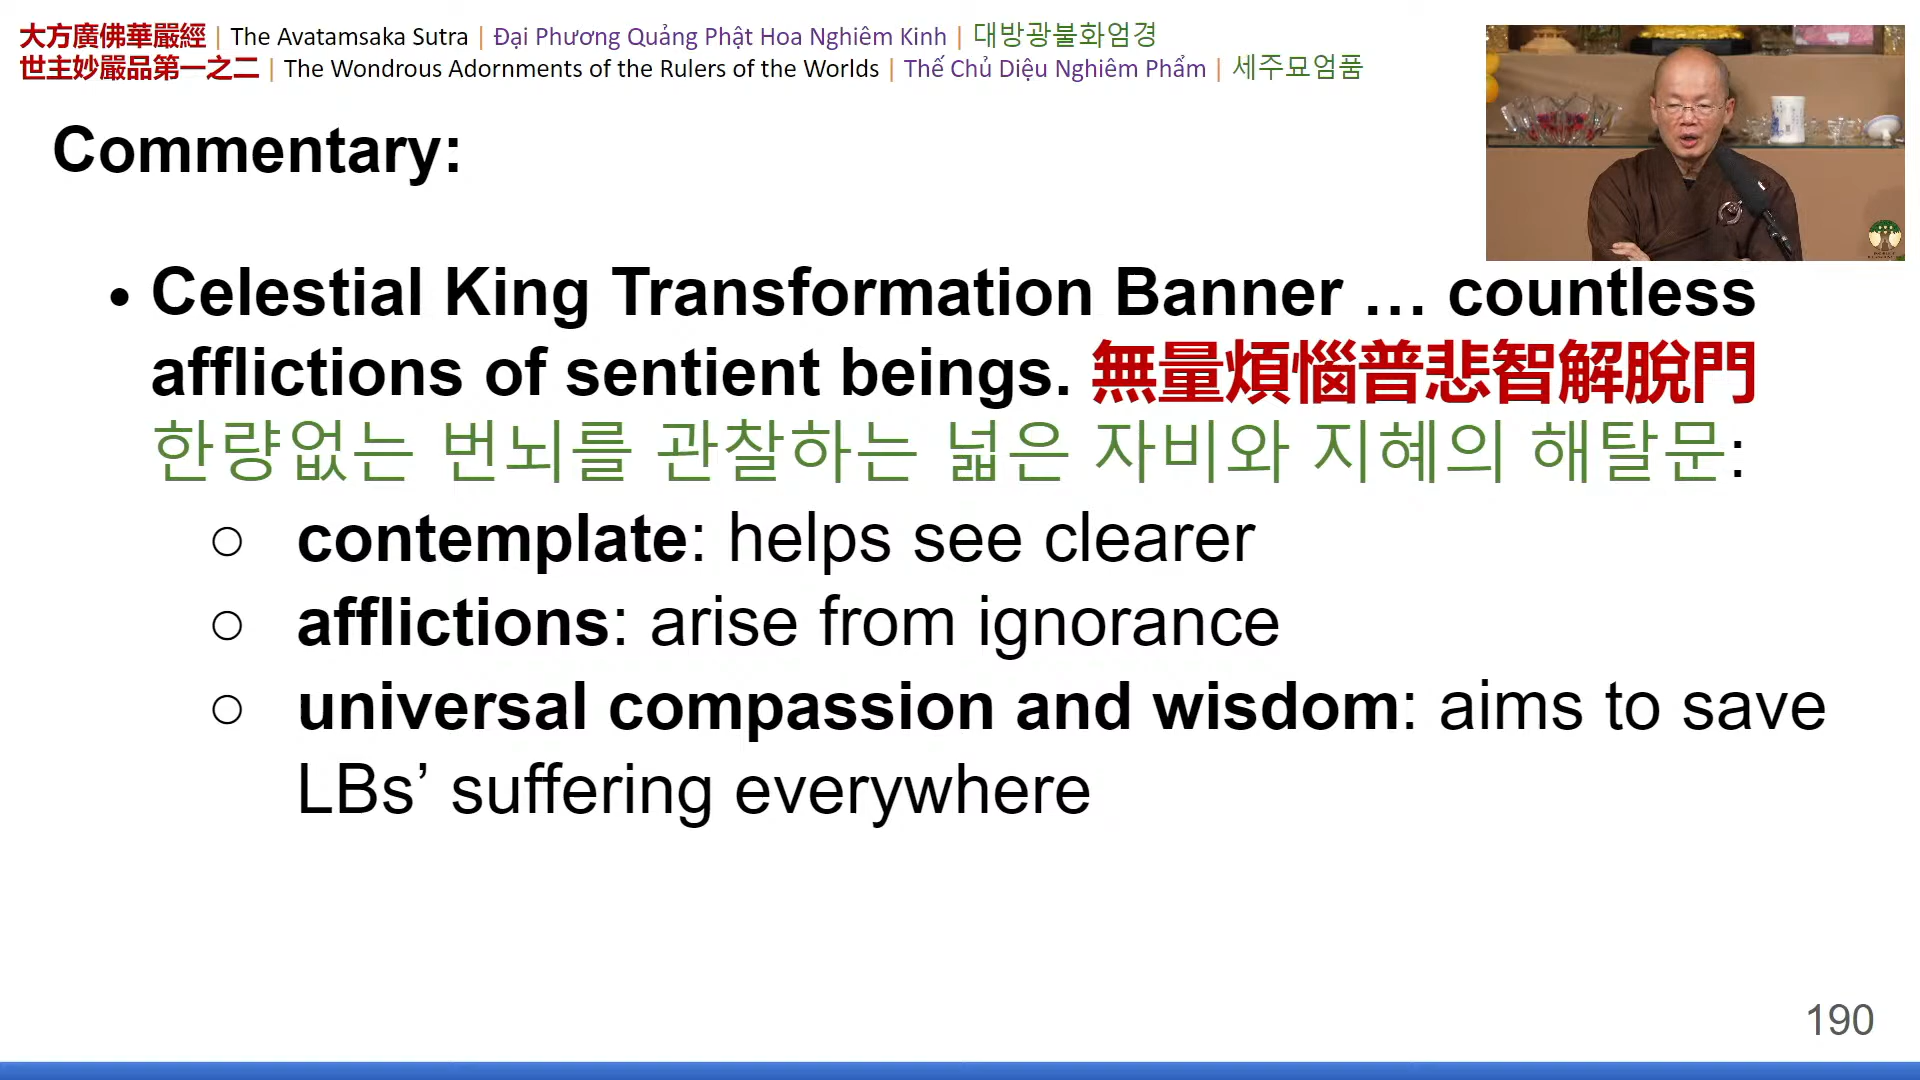 大方廣佛華嚴經 | The Avatamsaka Sutra | Đại Phương Quảng Phật Hoa Nghiêm Kinh | 대방광불화엄경
世主妙嚴品第一之二 | The Wondrous Adornments of the Rulers of the Worlds | Thế Chủ Diệu Nghiêm Phẩm | 세주묘엄품
Commentary:
• Celestial King Transformation Banner … countless
afflictions of sentient beings. 無量煩惱普悲智解脫門
한량없는 번뇌를 관찰하는 넓은 자비와 지혜의 해탈문:
○ contemplate: helps see clearer
○ afflictions: arise from ignorance
○ universal compassion and wisdom: aims to save
LBs’ suffering everywhere
190